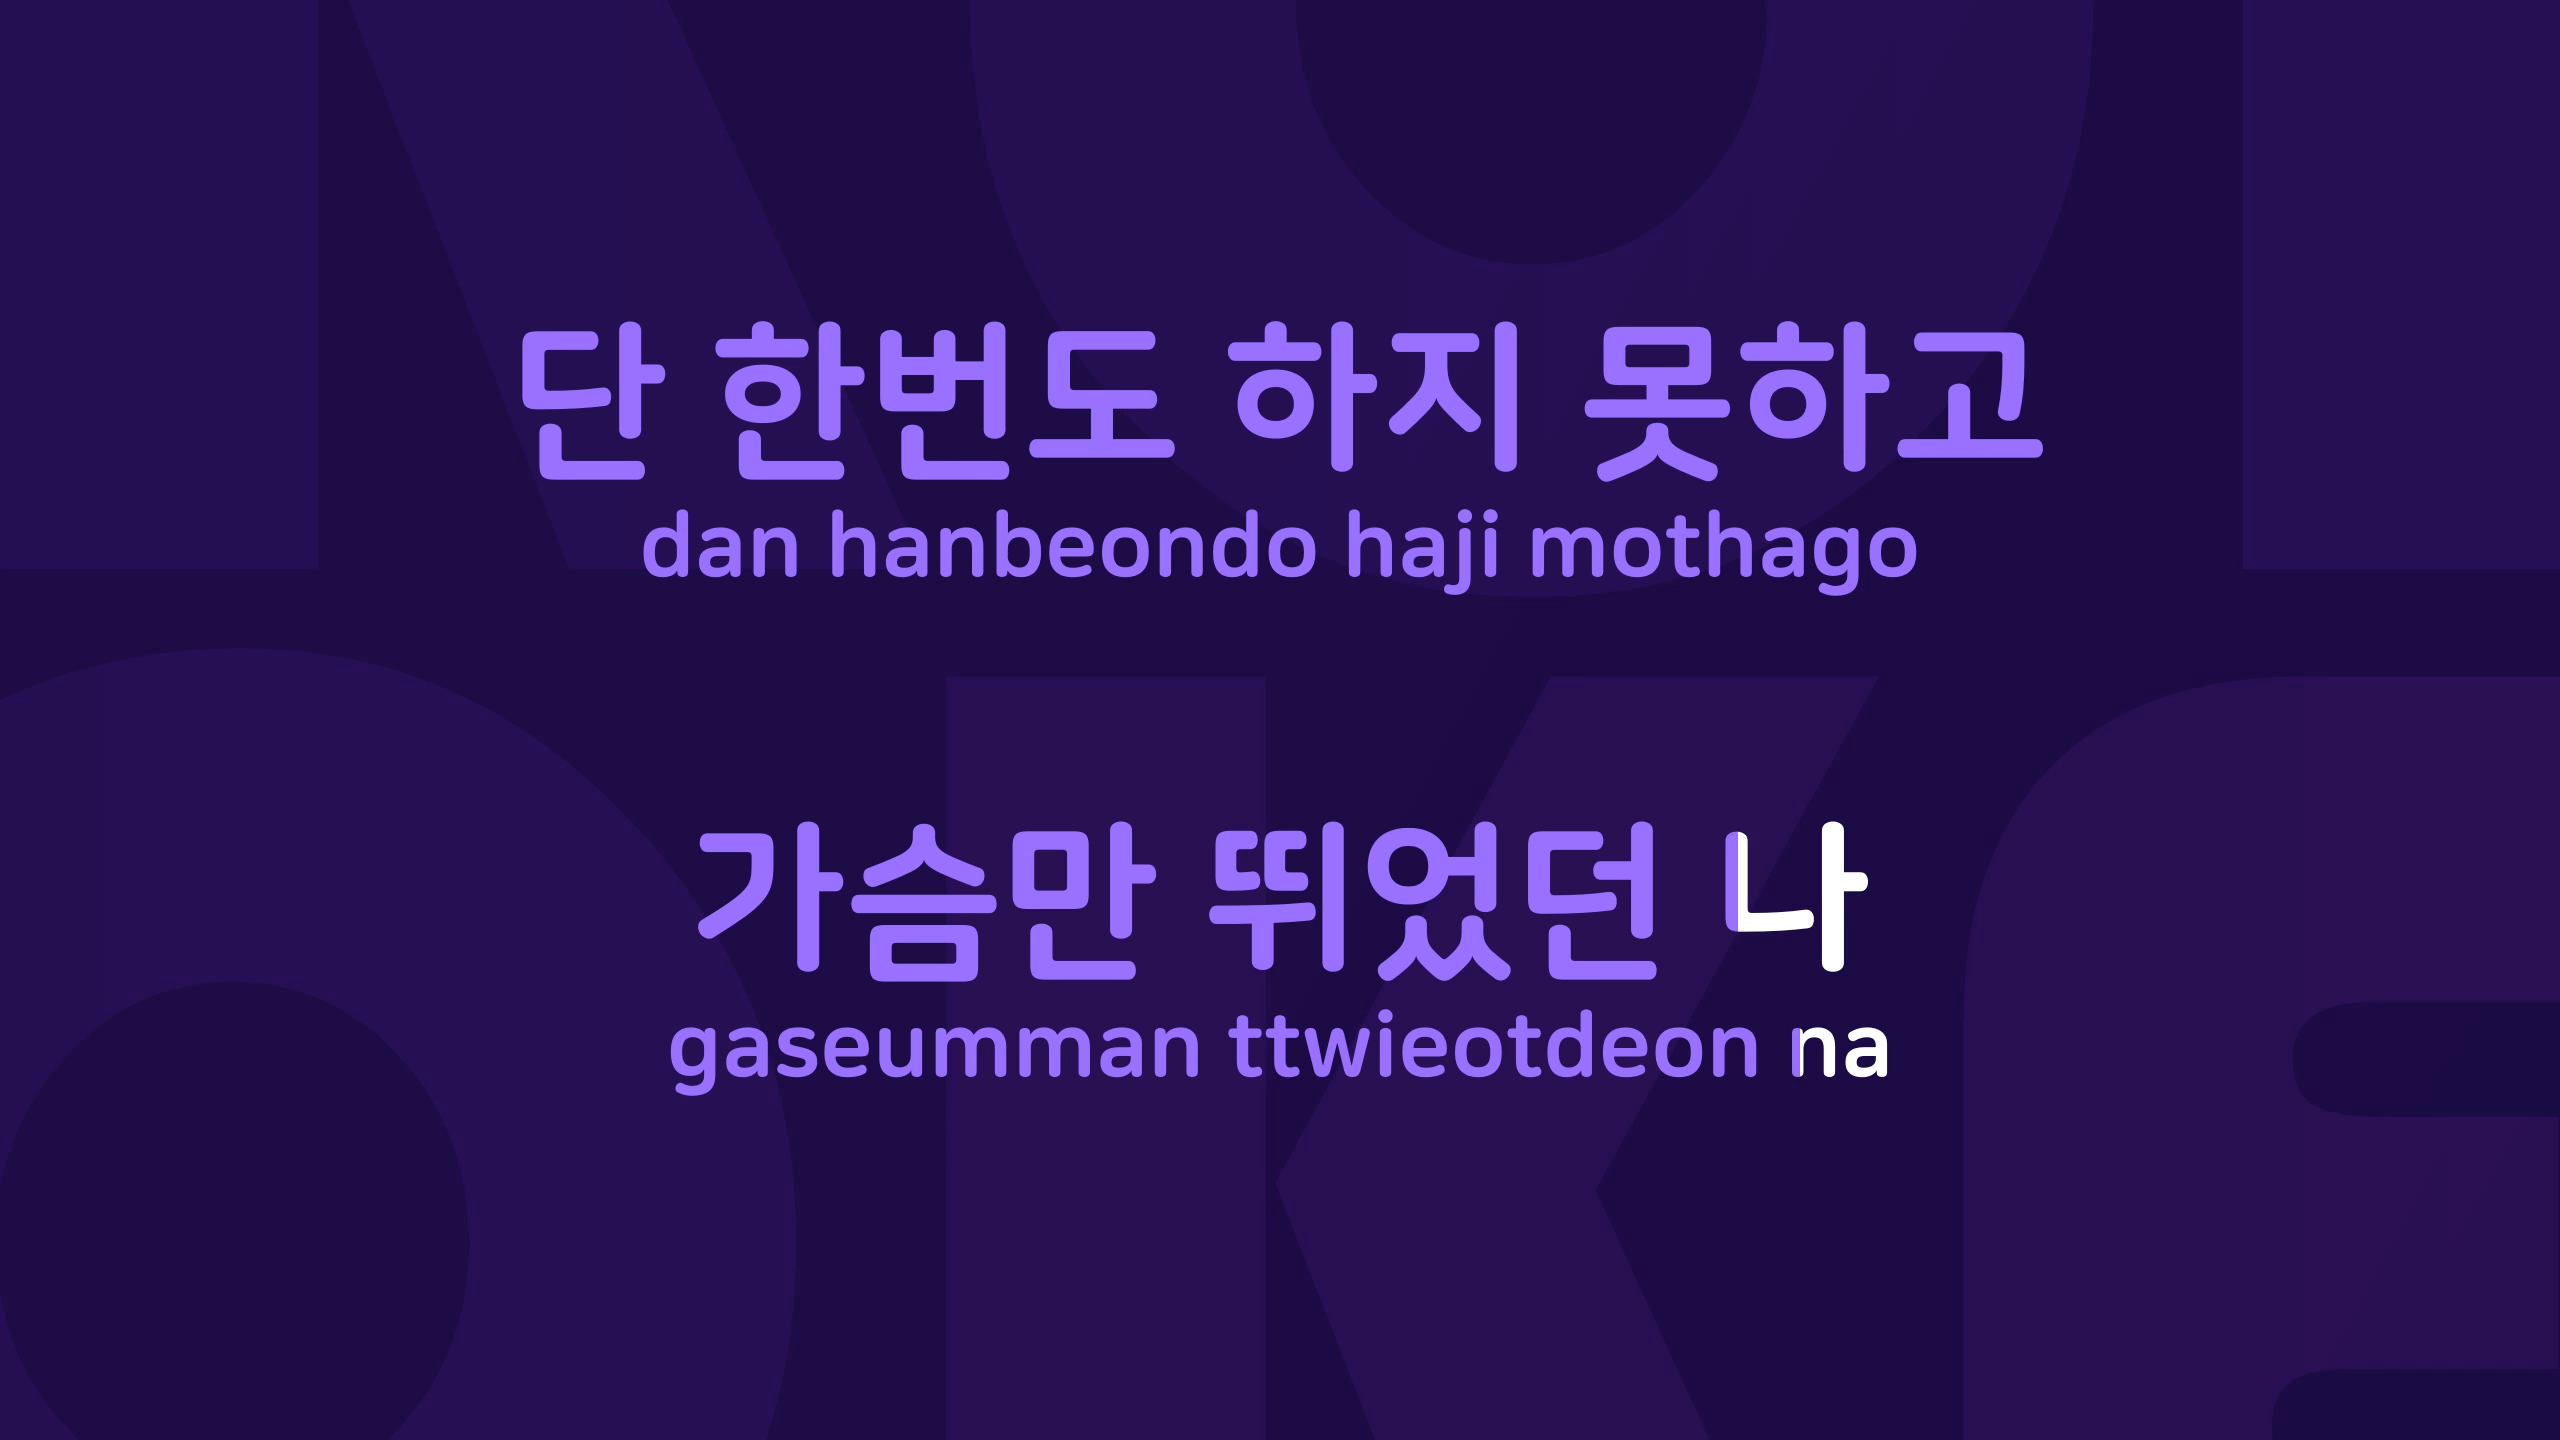 단 한번도 하지 못하고
dan hanbeondo haji mothago
가슴만 뛰었던 나
gaseumman ttwieotdeon na